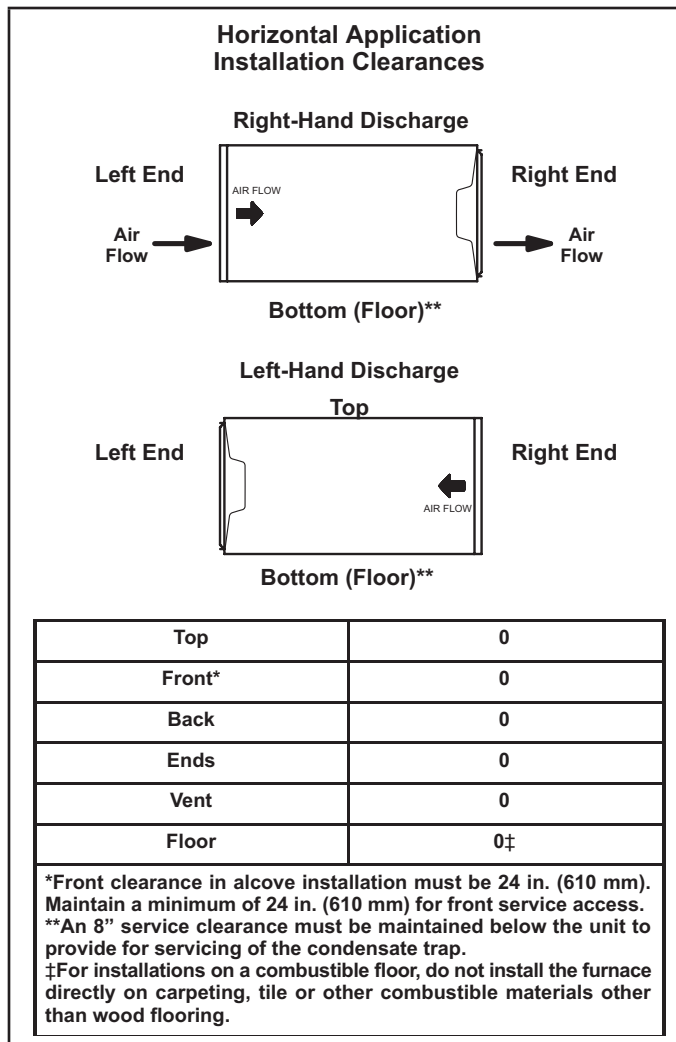 Horizontal Application
Installation Clearances
Right-Hand Discharge
Left End
AIR FLOW
Right End
Air
Flow
Air
Flow
Bottom (Floor)**
Left-Hand Discharge
Top
Left End
Right End
AIR FLOW
Bottom (Floor)**
Top 0
Front* 0
Back 0
Ends 0
Vent 0
Floor 0‡
*Front clearance in alcove installation must be 24 in. (610 mm).
Maintain a minimum of 24 in. (610 mm) for front service access.
**An 8” service clearance must be maintained below the unit to
provide for servicing of the condensate trap.
‡For installations on a combustible floor, do not install the furnace
directly on carpeting, tile or other combustible materials other
than wood flooring.